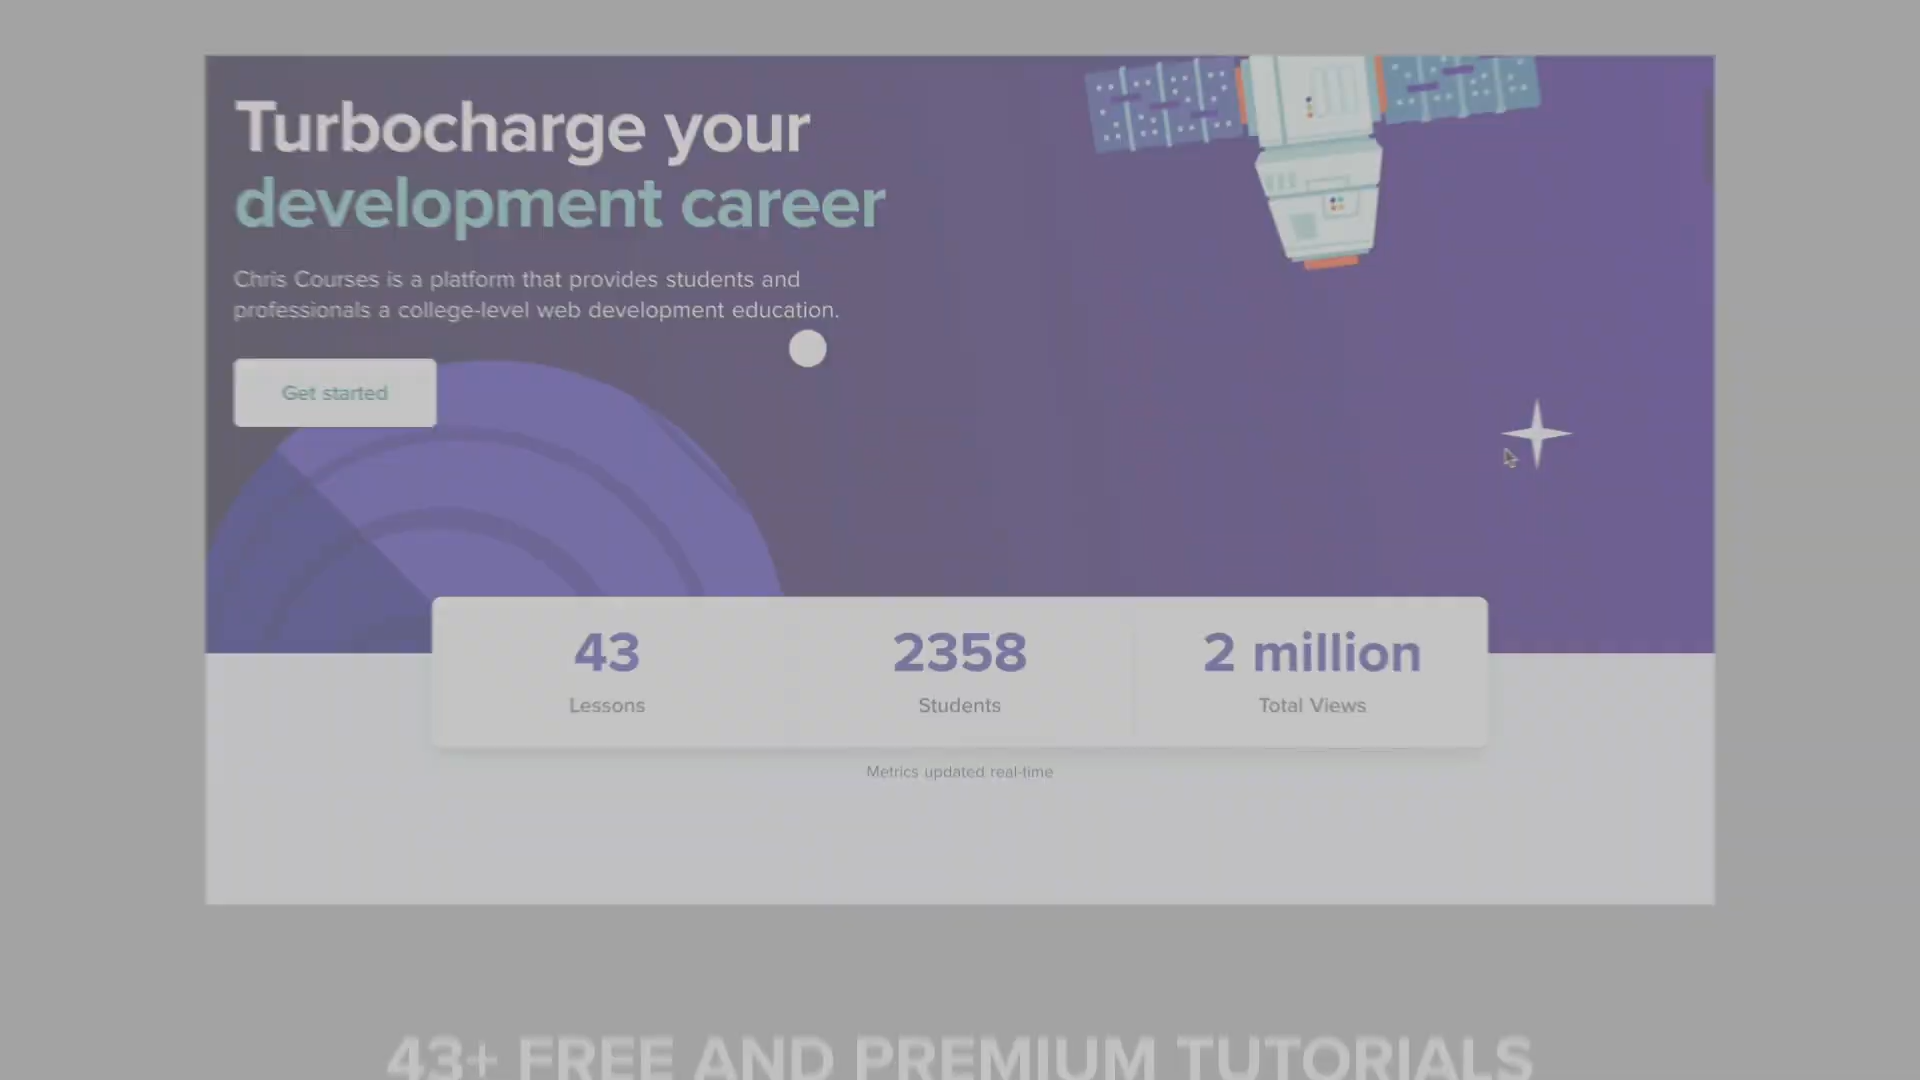 Turbocharge your
development career
Chris Courses is a platform that provides students and
professionals a college-level web development education.
Get started
43
Lessons
2358
Students
2 million
Total Views
Metrics updated real-time
43+ FREE AND PREMIUM TUTORIALS